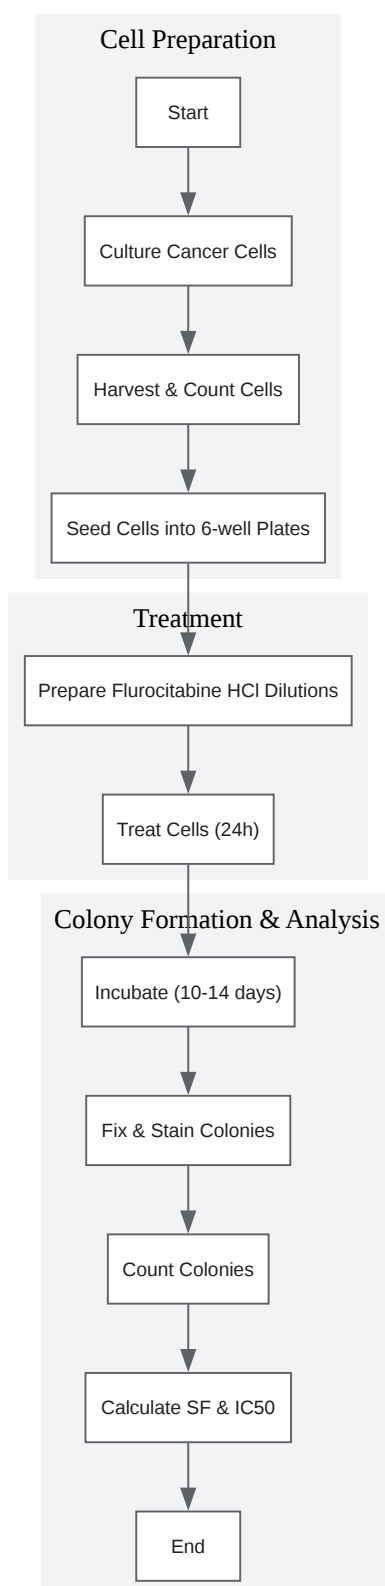 Cell Preparation
Start
Culture Cancer Cells
Harvest & Count Cells
Seed Cells into 6-well Plates
Treatment
Prepare Flurocitabine HCl Dilutions
Treat Cells (24h)
Colony Formation & Analysis
Incubate (10-14 days)
Fix & Stain Colonies
Count Colonies
Calculate SF & IC50
End